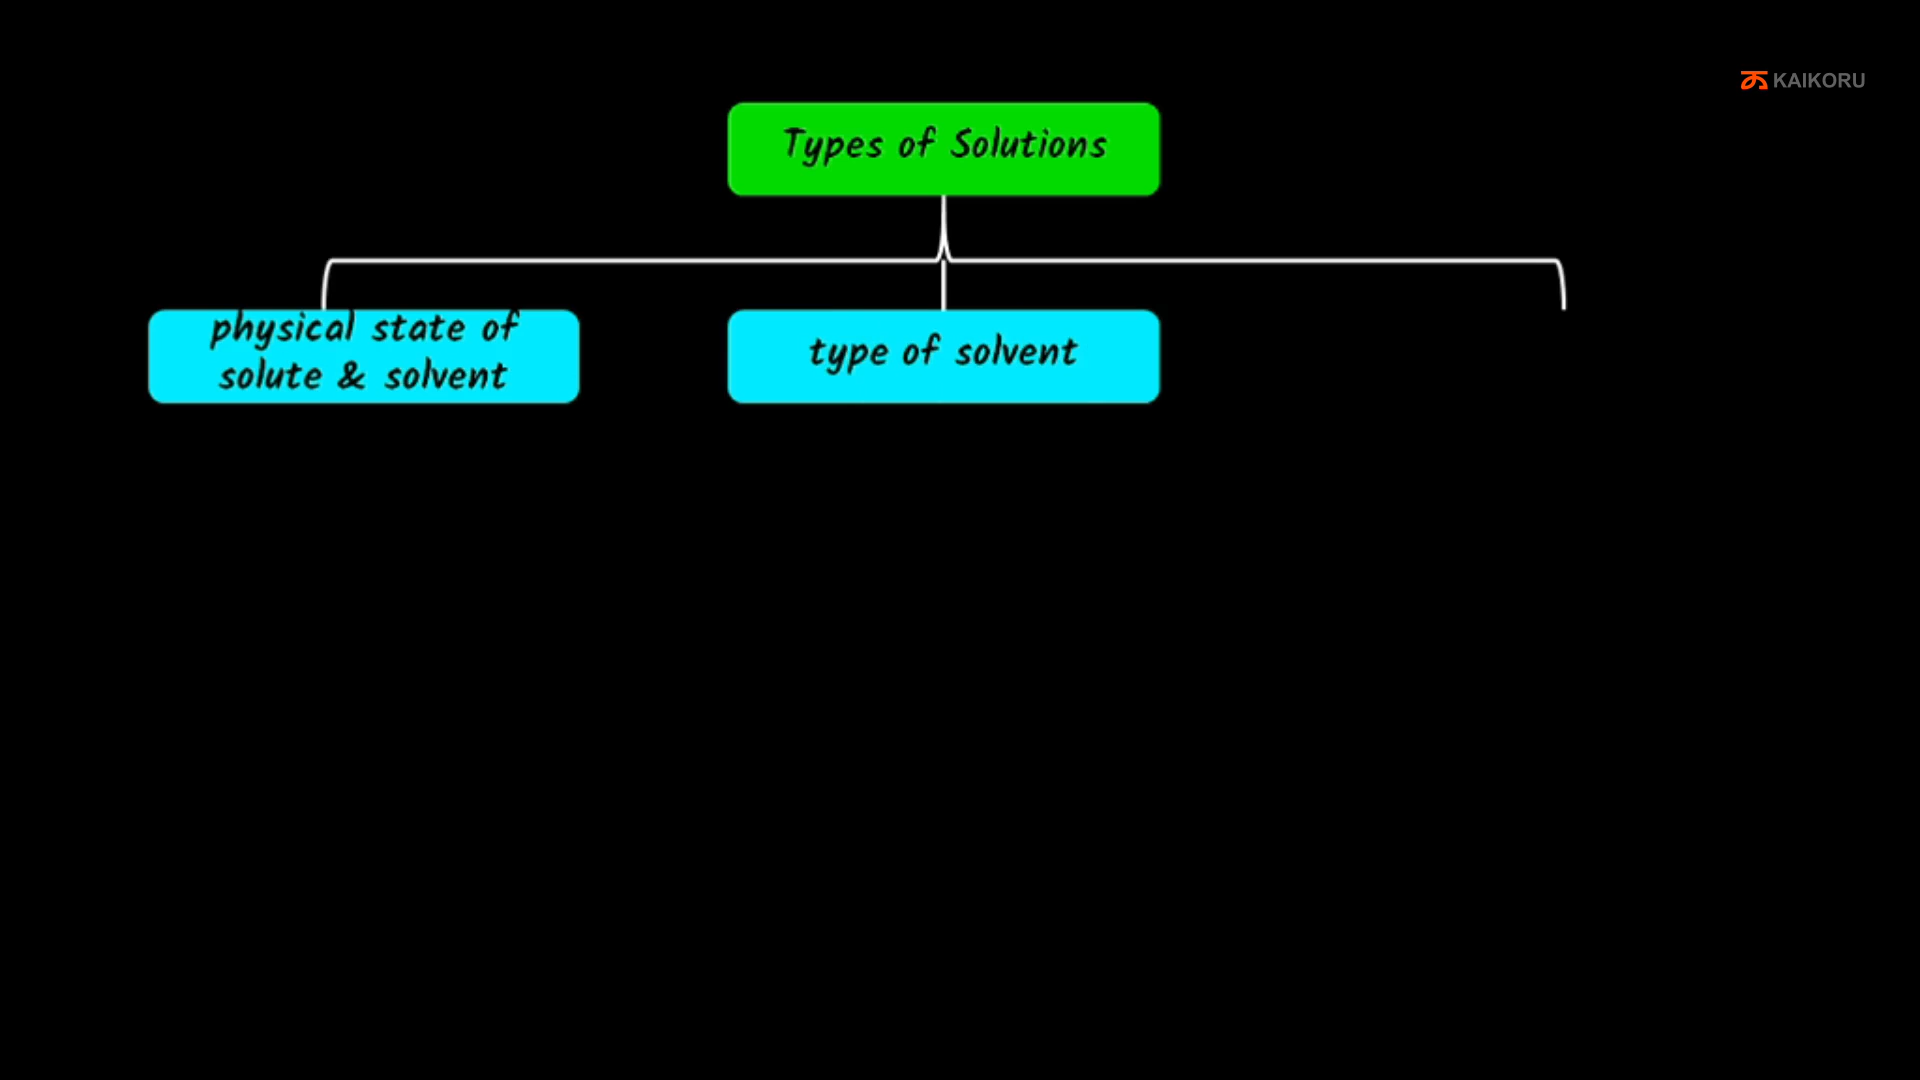 KAIKORU
Types of Solutions
physical state of
solute & solvent
type of solvent